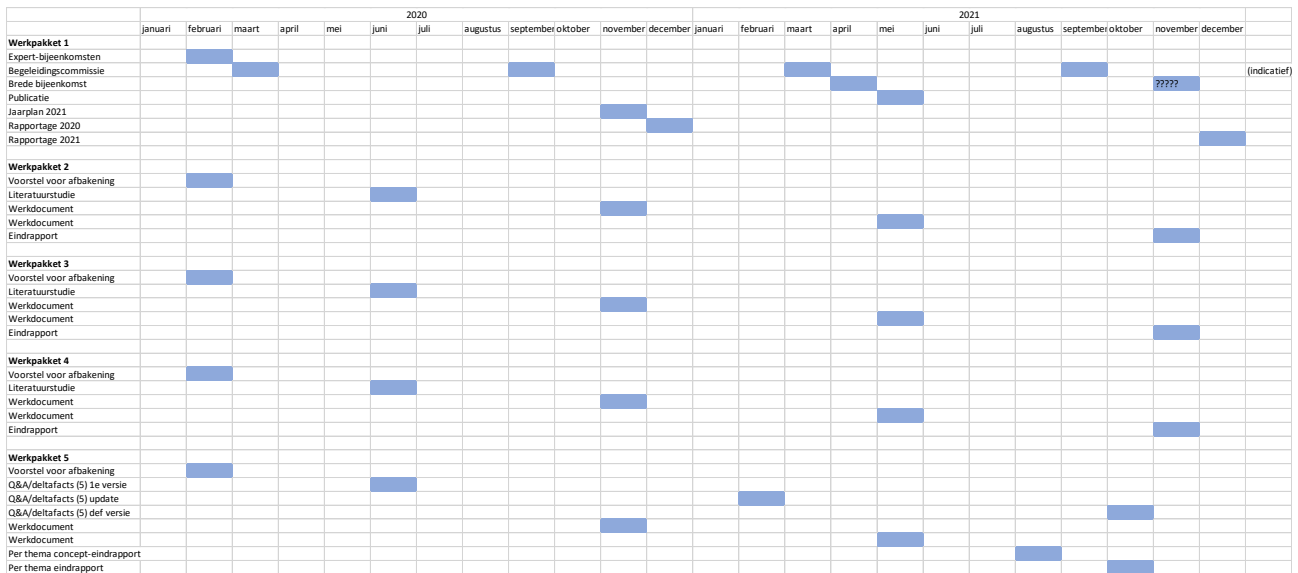 2020 2021
januari februari maart april mei juni juli augustus september oktober november december januari februari maart april mei juni juli augustus september oktober november december
Werkpakket 1
Expert-bijeenkomsten
Begeleidingscommissie (indicatief)
Brede bijeenkomst ?????
Publicatie
Jaarplan 2021
Rapportage 2020
Rapportage 2021
Werkpakket 2
Voorstel voor afbakening
Literatuurstudie
Werkdocument
Werkdocument
Eindrapport
Werkpakket 3
Voorstel voor afbakening
Literatuurstudie
Werkdocument
Werkdocument
Eindrapport
Werkpakket 4
Voorstel voor afbakening
Literatuurstudie
Werkdocument
Werkdocument
Eindrapport
Werkpakket 5
Voorstel voor afbakening
Q&A/deltafacts (5) 1e versie
Q&A/deltafacts (5) update
Q&A/deltafacts (5) def versie
Werkdocument
Werkdocument
Per thema concept-eindrapport
Per thema eindrapport